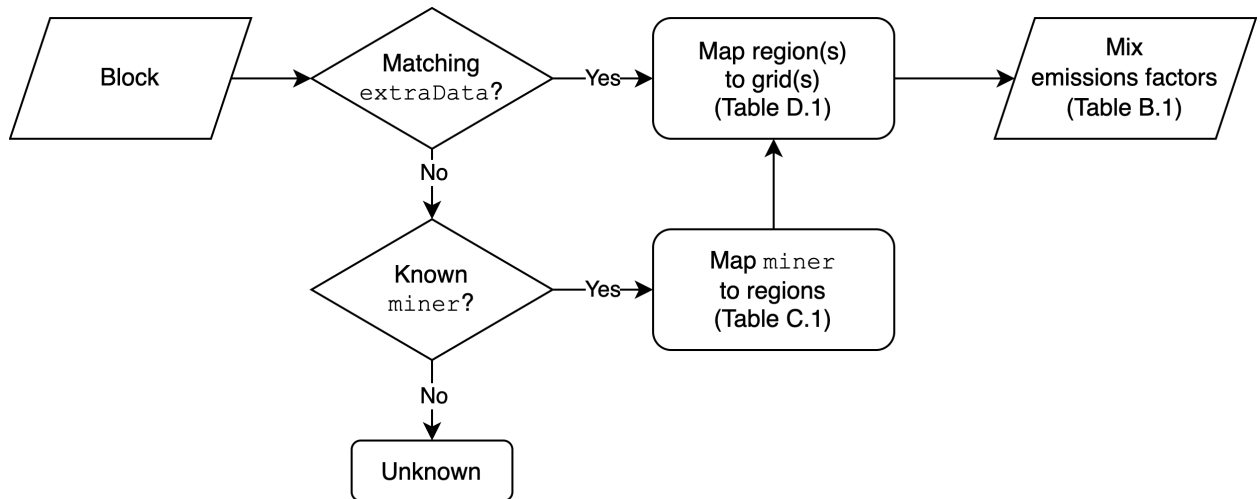 Block
Matching
extraData?
Yes
Map region(s)
to grid(s)
(Table D.1)
Mix
emissions factors
(Table B.1)
No
Known
miner?
Yes
Map miner
to regions
(Table C.1)
No
Unknown